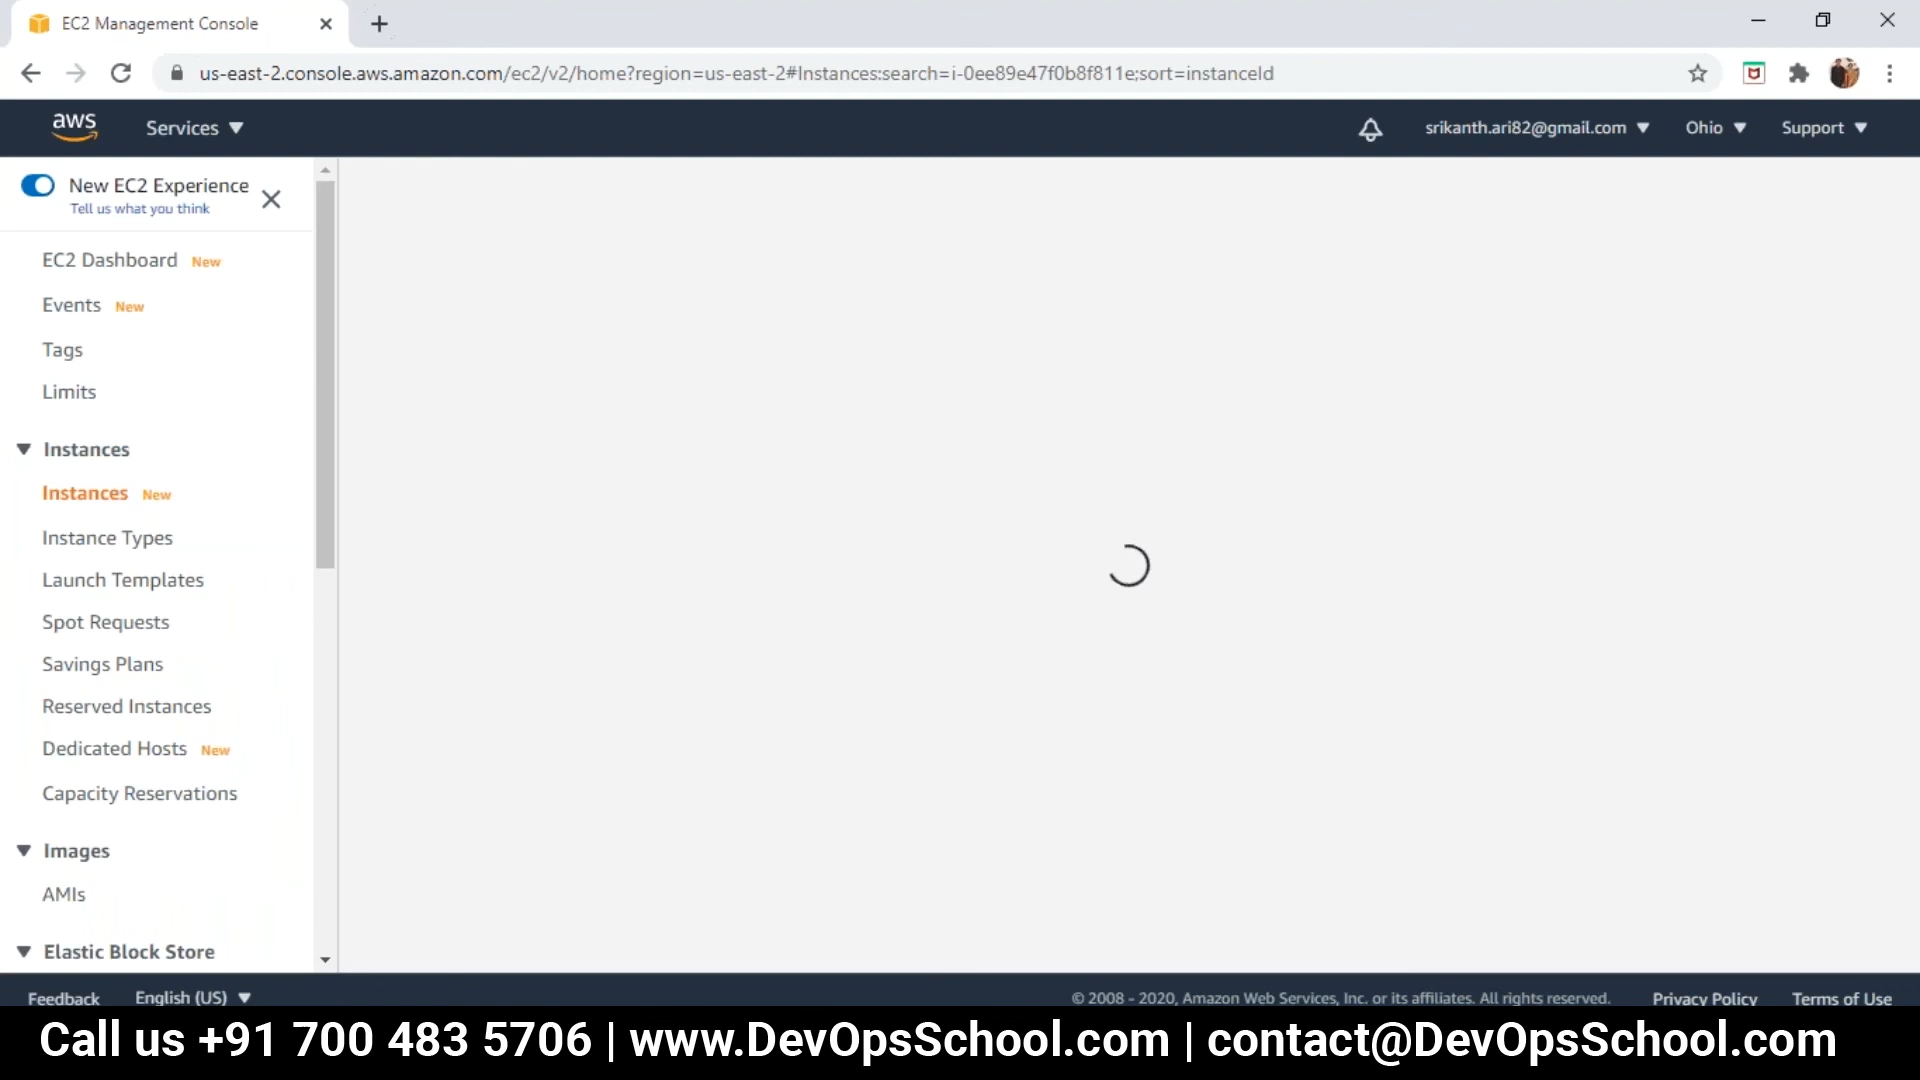 EC2 Management Console
us-east-2.console.aws.amazon.com/ec2/v2/home?region=us-east-2#Instances:search=i-0ee89e47f0b8f811e;sort=instanceId
aws
Services
srikanth.ari82@gmail.com
Ohio
Support
New EC2 Experience
Tell us what you think
EC2 Dashboard New
Events New
Tags
Limits
Instances
Instances New
Instance Types
Launch Templates
Spot Requests
Savings Plans
Reserved Instances
Dedicated Hosts New
Capacity Reservations
Images
AMIs
Elastic Block Store
Feedback
English (US)
© 2008 - 2020, Amazon Web Services, Inc. or its affiliates. All rights reserved.
Privacy Policy
Terms of Use
Call us +91 700 483 5706 | www.DevOpsSchool.com | contact@DevOpsSchool.com